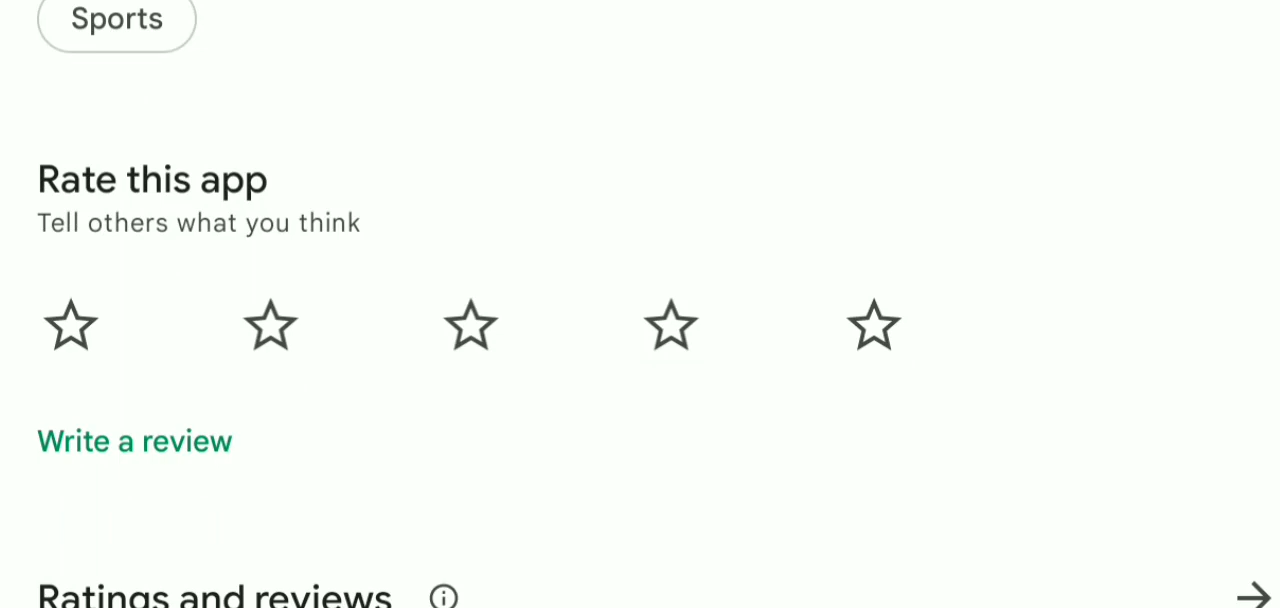 Sports
Rate this app
Tell others what you think
Write a review
Ratings and reviews